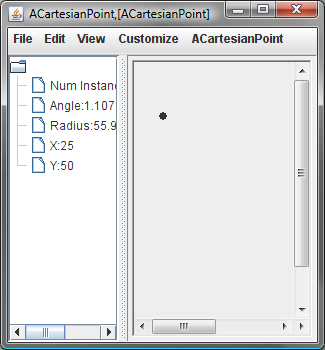 ACartesianPoint,[ACartesianPoint]
File Edit View Customize ACartesianPoint
Num Instanc
Angle:1.107
Radius:55.9
X:25
Y:50